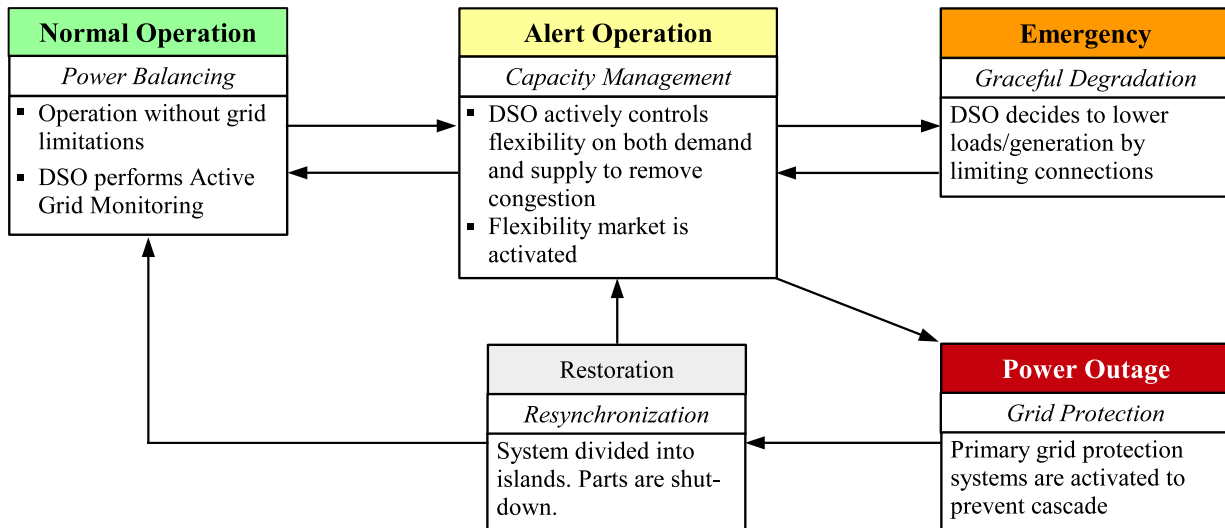 Normal Operation
Power Balancing
▪ Operation without grid
limitations
▪ DSO performs Active
Grid Monitoring
Alert Operation
Capacity Management
▪ DSO actively controls
flexibility on both demand
and supply to remove
congestion
▪ Flexibility market is
activated
Emergency
Graceful Degradation
DSO decides to lower
loads/generation by
limiting connections
Restoration
Resynchronization
System divided into
islands. Parts are shut-
down.
Power Outage
Grid Protection
Primary grid protection
systems are activated to
prevent cascade